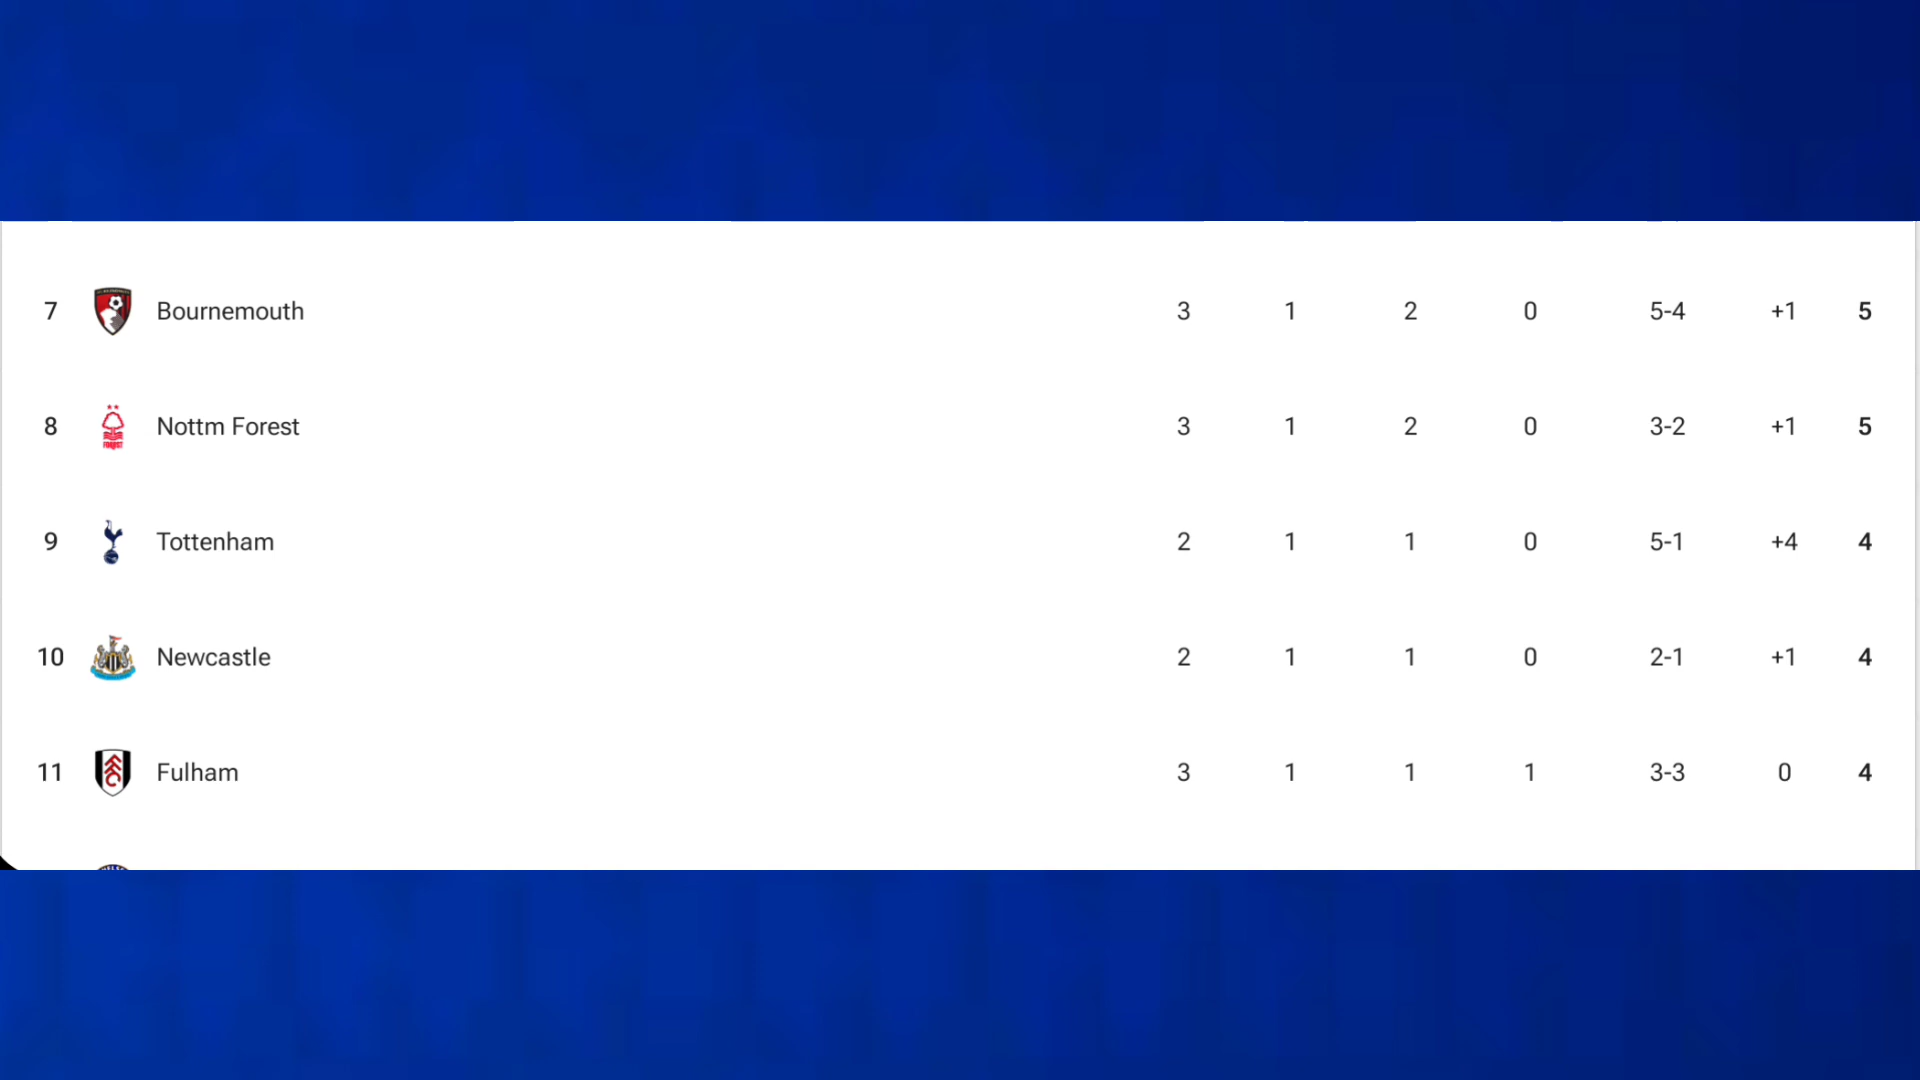 7 Bournemouth 3 1 2 0 5-4 +1 5
8 Nottm Forest 3 1 2 0 3-2 +1 5
9 Tottenham 2 1 1 0 5-1 +4 4
10 Newcastle 2 1 1 0 2-1 +1 4
11 Fulham 3 1 1 1 3-3 0 4